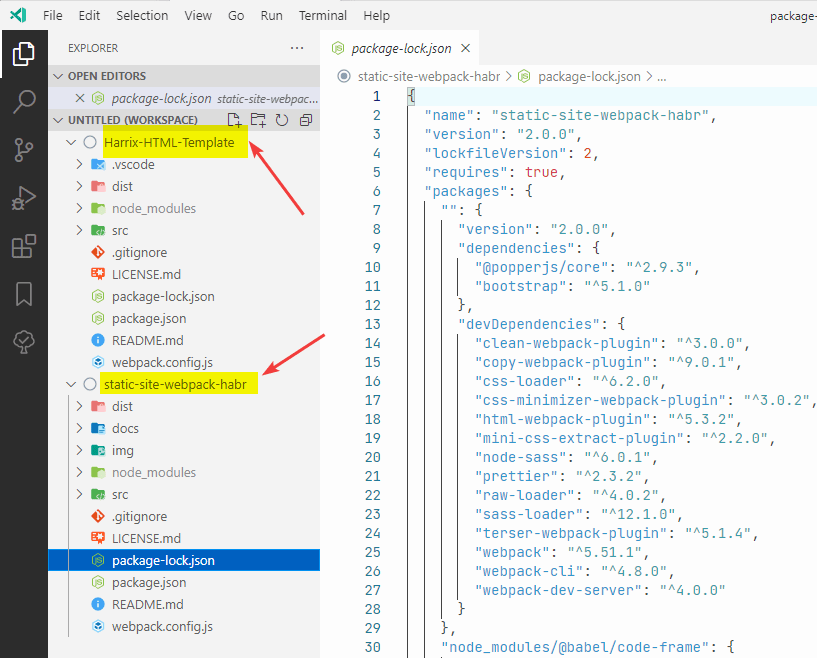 File Edit Selection View Go Run Terminal Help package-
EXPLORER ...
OPEN EDITORS
package-lock.json static-site-webpac...
UNTITLED (WORKSPACE)
Harrix-HTML-Template
.vscode
dist
node_modules
src
.gitignore
LICENSE.md
package-lock.json
package.json
README.md
webpack.config.js
static-site-webpack-habr
dist
docs
img
node_modules
src
.gitignore
LICENSE.md
package-lock.json
package.json
README.md
webpack.config.js
package-lock.json
static-site-webpack-habr > package-lock.json > ...
1 {
2 "name": "static-site-webpack-habr",
3 "version": "2.0.0",
4 "lockfileVersion": 2,
5 "requires": true,
6 "packages": {
7 "": {
8 "version": "2.0.0",
9 "dependencies": {
10 "@popperjs/core": "^2.9.3",
11 "bootstrap": "^5.1.0"
12 },
13 "devDependencies": {
14 "clean-webpack-plugin": "^3.0.0",
15 "copy-webpack-plugin": "^9.0.1",
16 "css-loader": "^6.2.0",
17 "css-minimizer-webpack-plugin": "^3.0.2",
18 "html-webpack-plugin": "^5.3.2",
19 "mini-css-extract-plugin": "^2.2.0",
20 "node-sass": "^6.0.1",
21 "prettier": "^2.3.2",
22 "raw-loader": "^4.0.2",
23 "sass-loader": "^12.1.0",
24 "terser-webpack-plugin": "^5.1.4",
25 "webpack": "^5.51.1",
26 "webpack-cli": "^4.8.0",
27 "webpack-dev-server": "^4.0.0"
28 }
29 },
30 "node_modules/@babel/code-frame": {